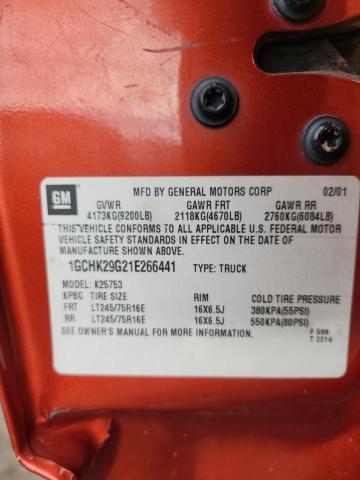 GM
MFD BY GENERAL MOTORS CORP 02/01
GVWR GAWR FRT GAWR RR
4173KG(9200LB) 2118KG(4670LB) 2760KG(6084LB)
THIS VEHICLE CONFORMS TO ALL APPLICABLE U.S. FEDERAL MOTOR
VEHICLE SAFETY STANDARDS IN EFFECT ON THE DATE OF
MANUFACTURE SHOWN ABOVE.
1GCHK29G21E266441 TYPE: TRUCK
MODEL: K25753
KPBG TIRE SIZE RIM COLD TIRE PRESSURE
FRT LT245/75R16E 16X6.5J 380KPA(55PSI)
RR LT245/75R16E 16X6.5J 550KPA(80PSI)
SEE OWNER'S MANUAL FOR MORE INFORMATION. F 599
T 2214